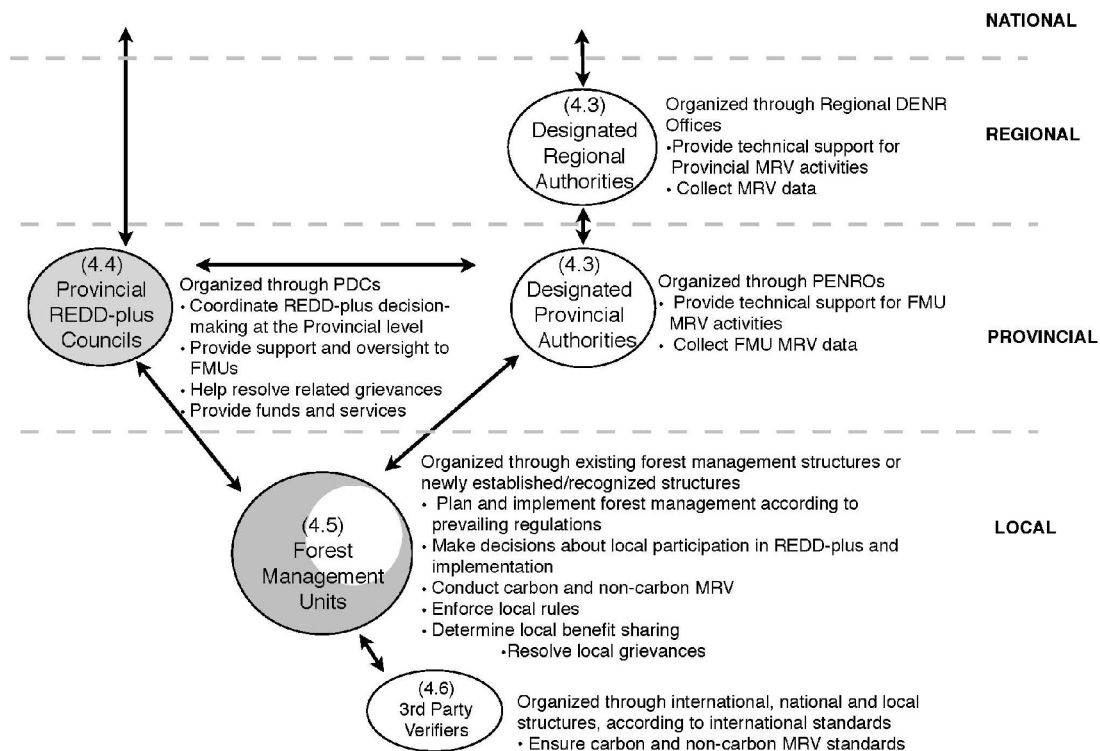 NATIONAL
(4.3)
Designated
Regional
Authorities
Organized through Regional DENR
Offices
•Provide technical support for
Provincial MRV activities
• Collect MRV data
REGIONAL
(4.4)
Provincial
REDD-plus
Councils
Organized through PDCs
• Coordinate REDD-plus decision-
making at the Provincial level
• Provide support and oversight to
FMUs
• Help resolve related grievances
• Provide funds and services
(4.3)
Designated
Provincial
Authorities
Organized through PENROs
• Provide technical support for FMU
MRV activities
• Collect FMU MRV data
PROVINCIAL
(4.5)
Forest
Management
Units
Organized through existing forest management structures or
newly established/recognized structures
• Plan and implement forest management according to
prevailing regulations
• Make decisions about local participation in REDD-plus and
implementation
• Conduct carbon and non-carbon MRV
• Enforce local rules
• Determine local benefit sharing
•Resolve local grievances
LOCAL
(4.6)
3rd Party
Verifiers
Organized through international, national and local
structures, according to international standards
• Ensure carbon and non-carbon MRV standards